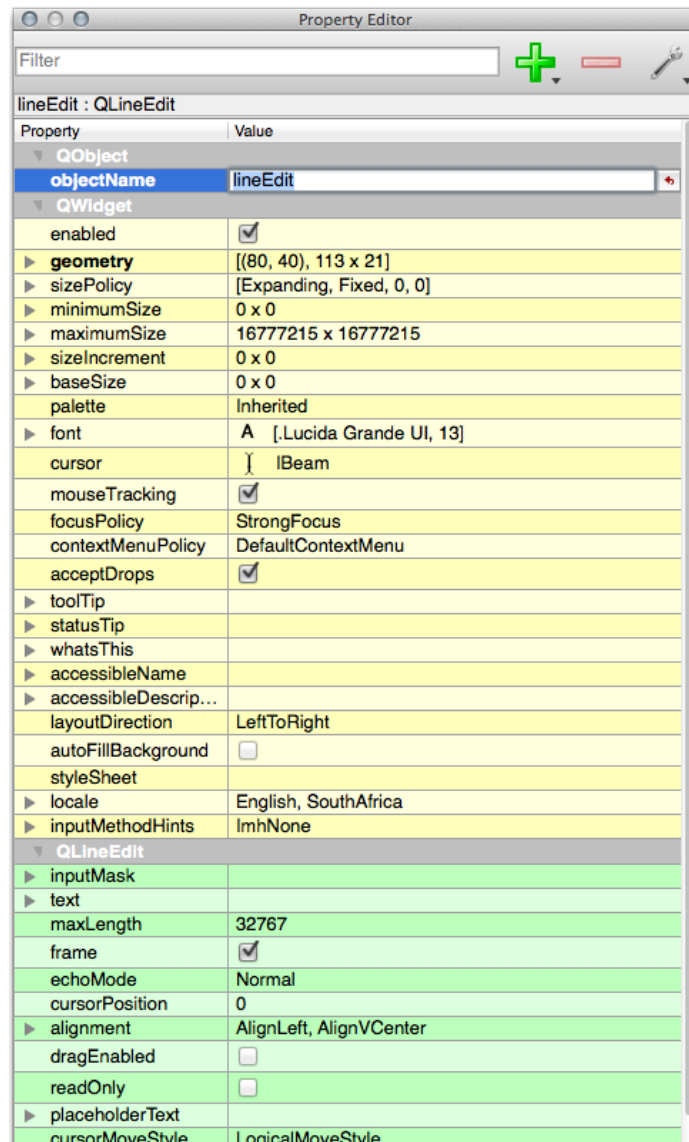 Property Editor
Filter
lineEdit : QLineEdit
Property Value
QObject
objectName lineEdit
QWidget
enabled
geometry [(80, 40), 113 x 21]
sizePolicy [Expanding, Fixed, 0, 0]
minimumSize 0 x 0
maximumSize 16777215 x 16777215
sizeIncrement 0 x 0
baseSize 0 x 0
palette Inherited
font A [.Lucida Grande UI, 13]
cursor IBeam
mouseTracking
focusPolicy StrongFocus
contextMenuPolicy DefaultContextMenu
acceptDrops
toolTip
statusTip
whatsThis
accessibleName
accessibleDescrip...
layoutDirection LeftToRight
autoFillBackground
styleSheet
locale English, SouthAfrica
inputMethodHints ImhNone
QLineEdit
inputMask
text
maxLength 32767
frame
echoMode Normal
cursorPosition 0
alignment AlignLeft, AlignVCenter
dragEnabled
readOnly
placeholderText
cursorMoveStyle LogicalMoveStyle